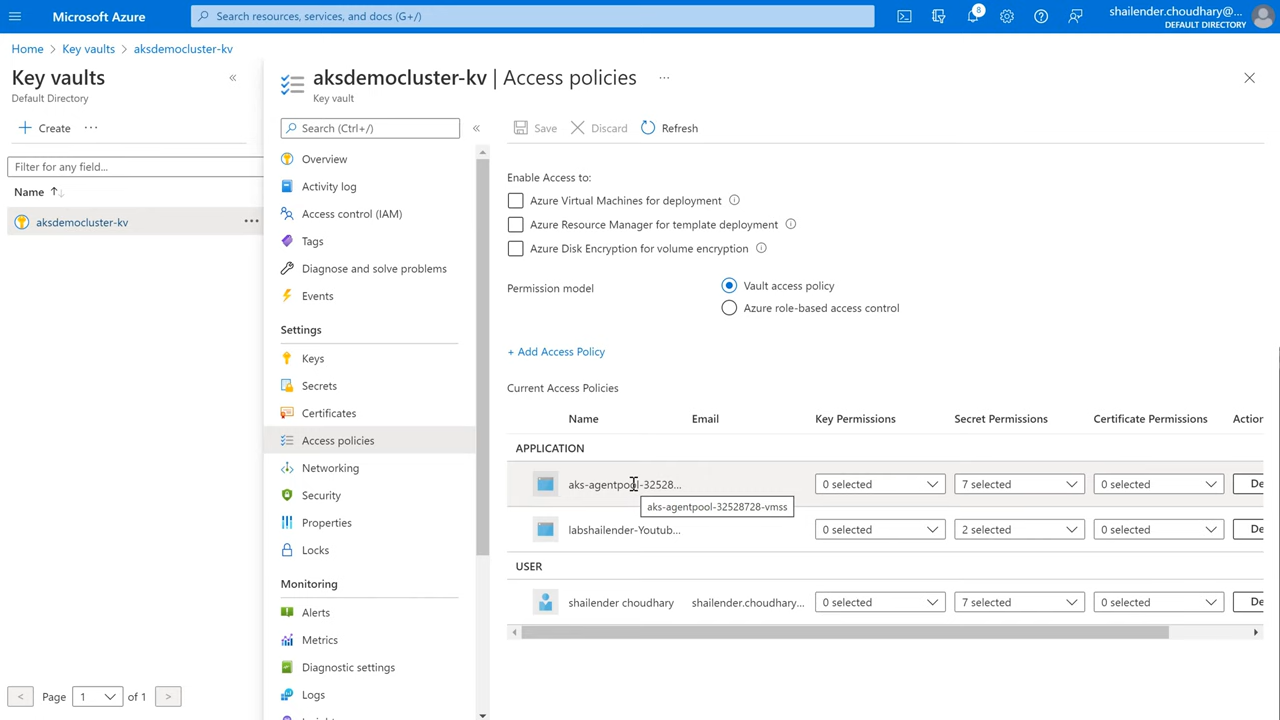 Microsoft Azure
Search resources, services, and docs (G+/)
8
shailender.choudhary@...
DEFAULT DIRECTORY
Home > Key vaults > aksdemocluster-kv
Key vaults
Default Directory
+ Create ...
Filter for any field...
Name
aksdemocluster-kv ...
< Page 1 of 1 >
aksdemocluster-kv | Access policies ...
Key vault
Search (Ctrl+/)
Overview
Activity log
Access control (IAM)
Tags
Diagnose and solve problems
Events
Settings
Keys
Secrets
Certificates
Access policies
Networking
Security
Properties
Locks
Monitoring
Alerts
Metrics
Diagnostic settings
Logs
Save Discard Refresh
Enable Access to:
Azure Virtual Machines for deployment
Azure Resource Manager for template deployment
Azure Disk Encryption for volume encryption
Permission model
Vault access policy
Azure role-based access control
+ Add Access Policy
Current Access Policies
Name Email Key Permissions Secret Permissions Certificate Permissions Action
APPLICATION
aks-agentpool-32528... 0 selected 7 selected 0 selected De
aks-agentpool-32528728-vmss
labshailender-Youtub... 0 selected 2 selected 0 selected De
USER
shailender choudhary shailender.choudhary... 0 selected 7 selected 0 selected De